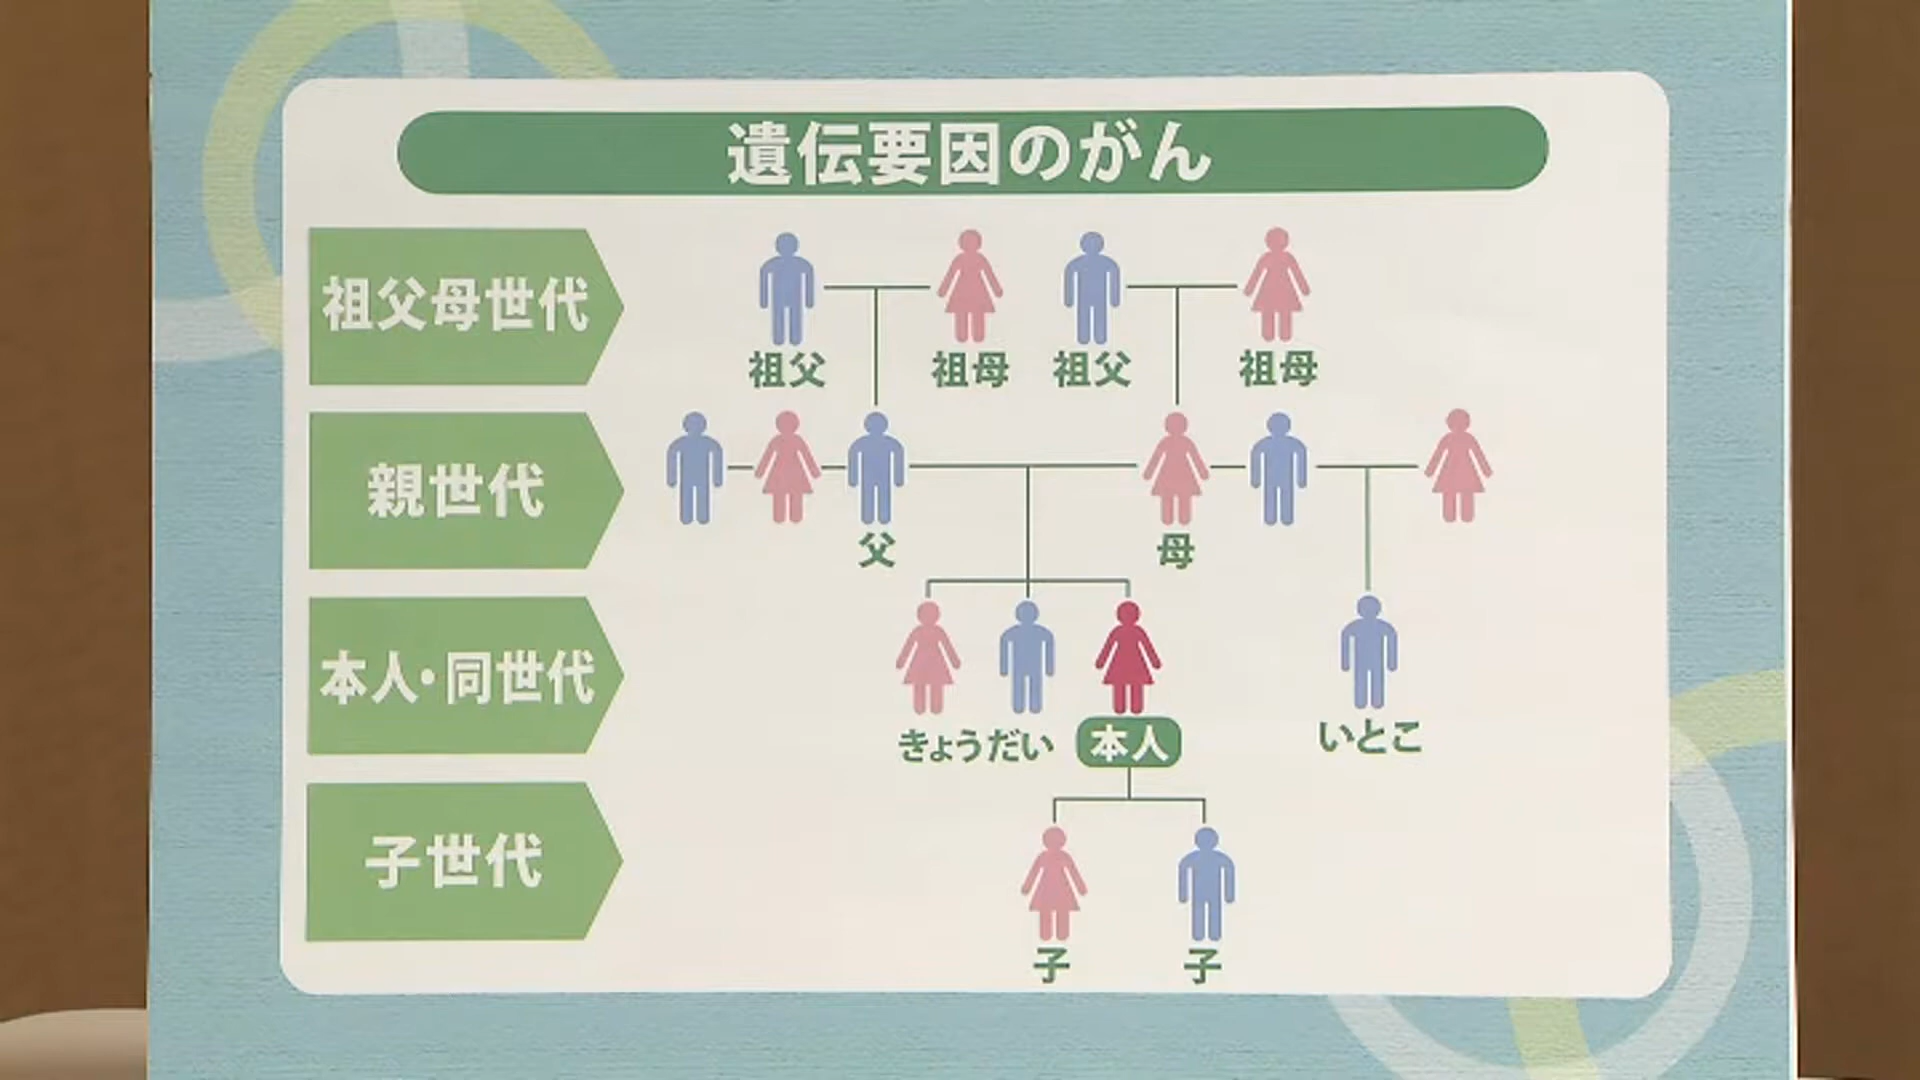 遺伝要因のがん
祖父母世代
祖父
祖母
祖父
祖母
親世代
父
母
本人・同世代
きょうだい
本人
いとこ
子世代
子
子